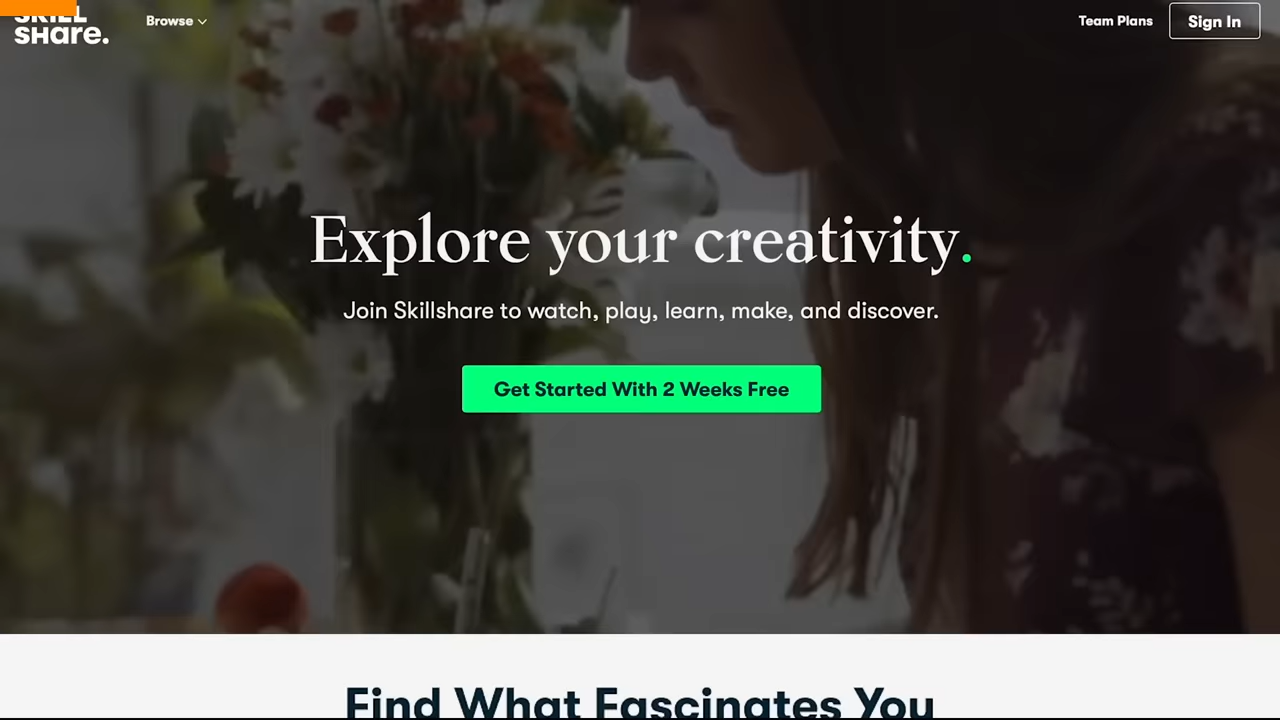 SKILL
share.
Browse
Team Plans
Sign In
Explore your creativity.
Join Skillshare to watch, play, learn, make, and discover.
Get Started With 2 Weeks Free
Find What Fascinates You